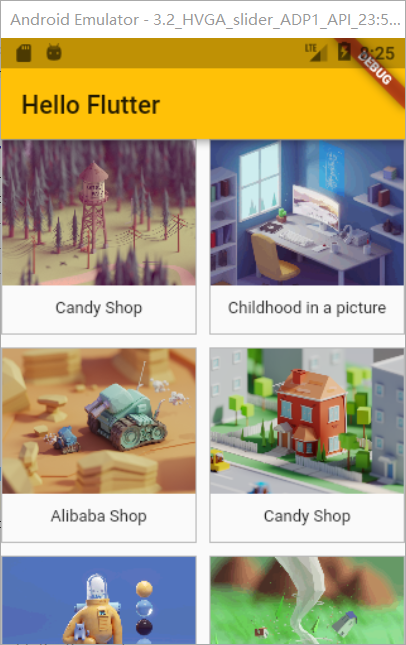 Android Emulator - 3.2_HVGA_slider_ADP1_API_23:5...
LTE 8:25
DEBUG
Hello Flutter
Candy Shop
Childhood in a picture
Alibaba Shop
Candy Shop